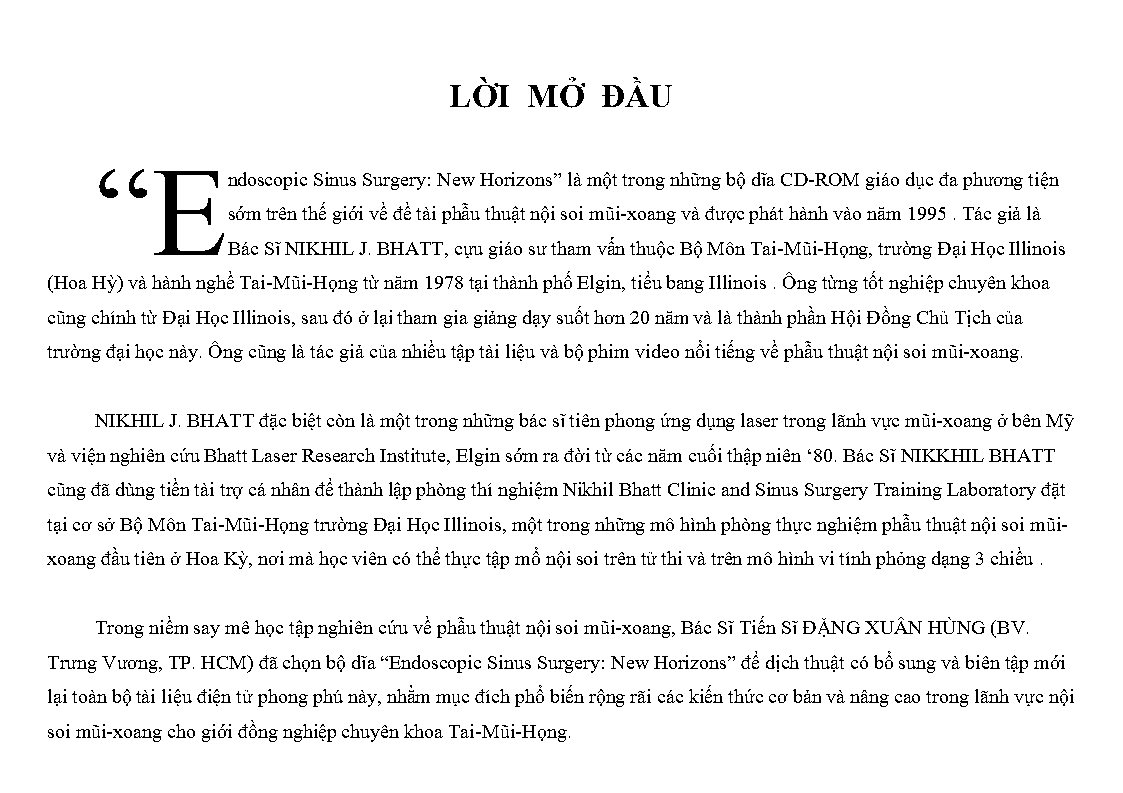 LỜI MỞ ĐẦU
“Endoscopic Sinus Surgery: New Horizons” là một trong những bộ dĩa CD-ROM giáo dục đa phương tiện
sớm trên thế giới về đề tài phẫu thuật nội soi mũi-xoang và được phát hành vào năm 1995 . Tác giả là
Bác Sĩ NIKHIL J. BHATT, cựu giáo sư tham vấn thuộc Bộ Môn Tai-Mũi-Họng, trường Đại Học Illinois
(Hoa Hỳ) và hành nghề Tai-Mũi-Họng từ năm 1978 tại thành phố Elgin, tiểu bang Illinois . Ông từng tốt nghiệp chuyên khoa
cũng chính từ Đại Học Illinois, sau đó ở lại tham gia giảng dạy suốt hơn 20 năm và là thành phần Hội Đồng Chủ Tịch của
trường đại học này. Ông cũng là tác giả của nhiều tập tài liệu và bộ phim video nổi tiếng về phẫu thuật nội soi mũi-xoang.
NIKHIL J. BHATT đặc biệt còn là một trong những bác sĩ tiên phong ứng dụng laser trong lãnh vực mũi-xoang ở bên Mỹ
và viện nghiên cứu Bhatt Laser Research Institute, Elgin sớm ra đời từ các năm cuối thập niên ‘80. Bác Sĩ NIKKHIL BHATT
cũng đã dùng tiền tài trợ cá nhân để thành lập phòng thí nghiệm Nikhil Bhatt Clinic and Sinus Surgery Training Laboratory đặt
tại cơ sở Bộ Môn Tai-Mũi-Họng trường Đại Học Illinois, một trong những mô hình phòng thực nghiệm phẫu thuật nội soi mũi-
xoang đầu tiên ở Hoa Kỳ, nơi mà học viên có thể thực tập mổ nội soi trên tử thi và trên mô hình vi tính phỏng dạng 3 chiều .
Trong niềm say mê học tập nghiên cứu về phẫu thuật nội soi mũi-xoang, Bác Sĩ Tiến Sĩ ĐẶNG XUÂN HÙNG (BV.
Trưng Vương, TP. HCM) đã chọn bộ dĩa “Endoscopic Sinus Surgery: New Horizons” để dịch thuật có bổ sung và biên tập mới
lại toàn bộ tài liệu điện tử phong phú này, nhằm mục đích phổ biến rộng rãi các kiến thức cơ bản và nâng cao trong lãnh vực nội
soi mũi-xoang cho giới đồng nghiệp chuyên khoa Tai-Mũi-Họng.